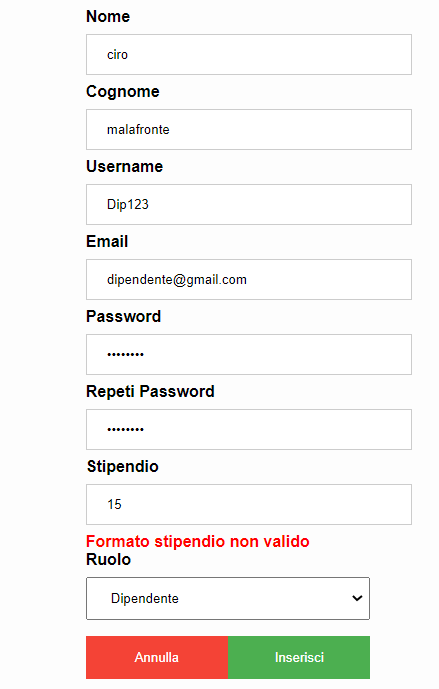 Nome
ciro
Cognome
malafronte
Username
Dip123
Email
dipendente@gmail.com
Password
••••••••
Repeti Password
••••••••
Stipendio
15
Formato stipendio non valido
Ruolo
Dipendente
Annulla Inserisci